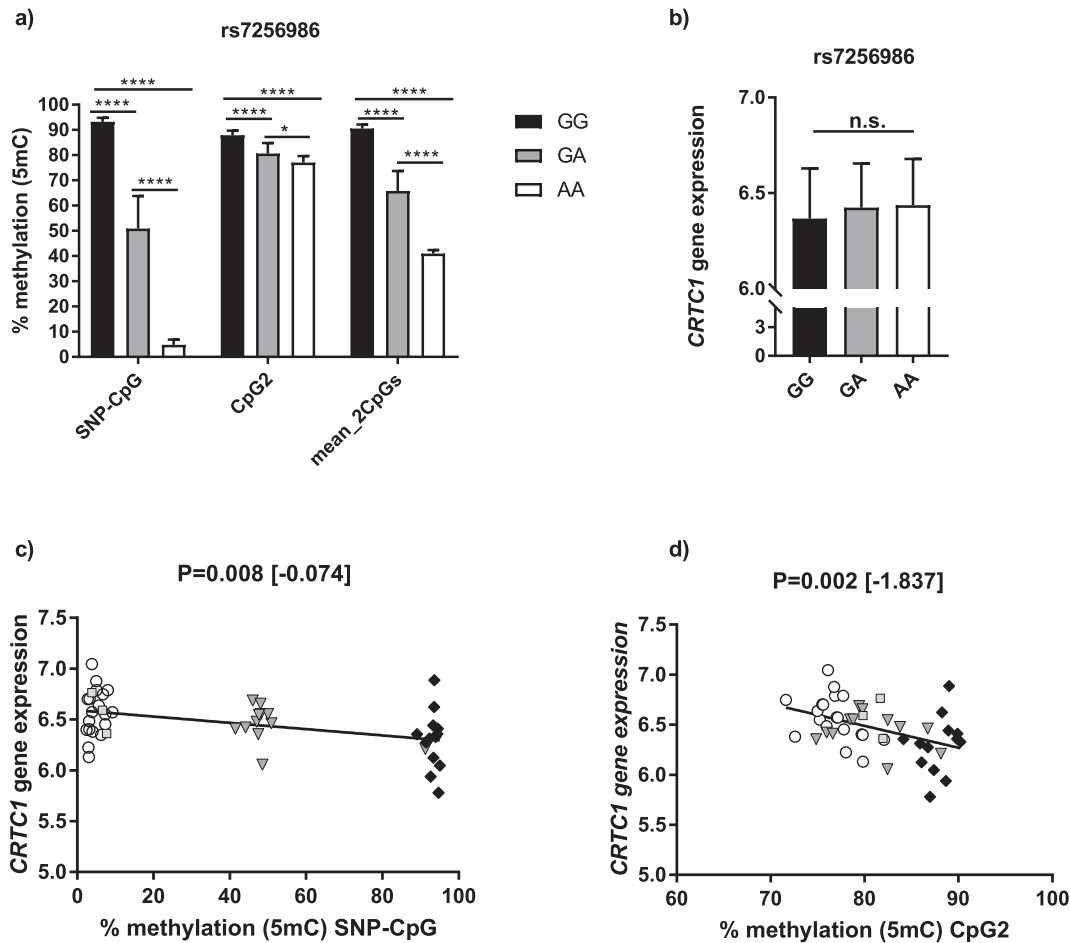 a)
rs7256986
****
****
****
****
****
*
****
****
****
100
90
80
70
60
50
40
30
20
10
0
% methylation (5mC)
SNP-CpG
CpG2
mean_2CpGs
GG
GA
AA
b)
rs7256986
n.s.
7.0
6.5
6.0
3
0
CRTC1 gene expression
GG
GA
AA
c)
P=0.008 [-0.074]
7.5
7.0
6.5
6.0
5.5
5.0
CRTC1 gene expression
0 20 40 60 80 100
% methylation (5mC) SNP-CpG
d)
P=0.002 [-1.837]
7.5
7.0
6.5
6.0
5.5
5.0
CRTC1 gene expression
60 70 80 90 100
% methylation (5mC) CpG2